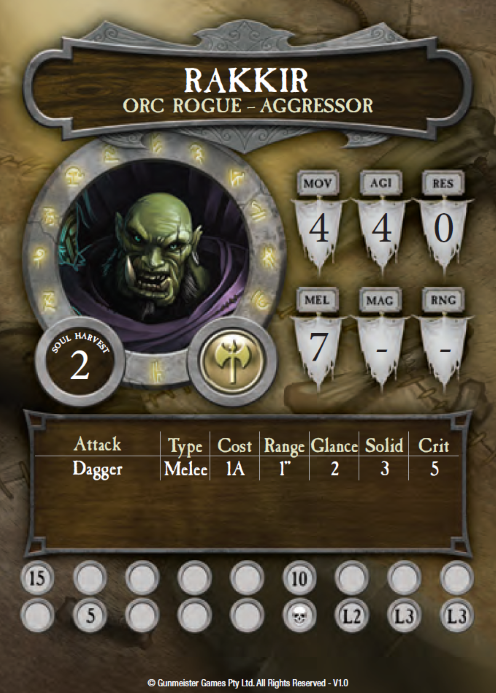 RAKKIR
ORC ROGUE – AGGRESSOR
MOV AGI RES
4 4 0
MEL MAG RNG
7 - -
SOUL HARVEST
2
Attack Type Cost Range Glance Solid Crit
Dagger Melee 1A 1" 2 3 5
15 10
5 L2 L3 L3
© Gunmeister Games Pty Ltd. All Rights Reserved - V1.0